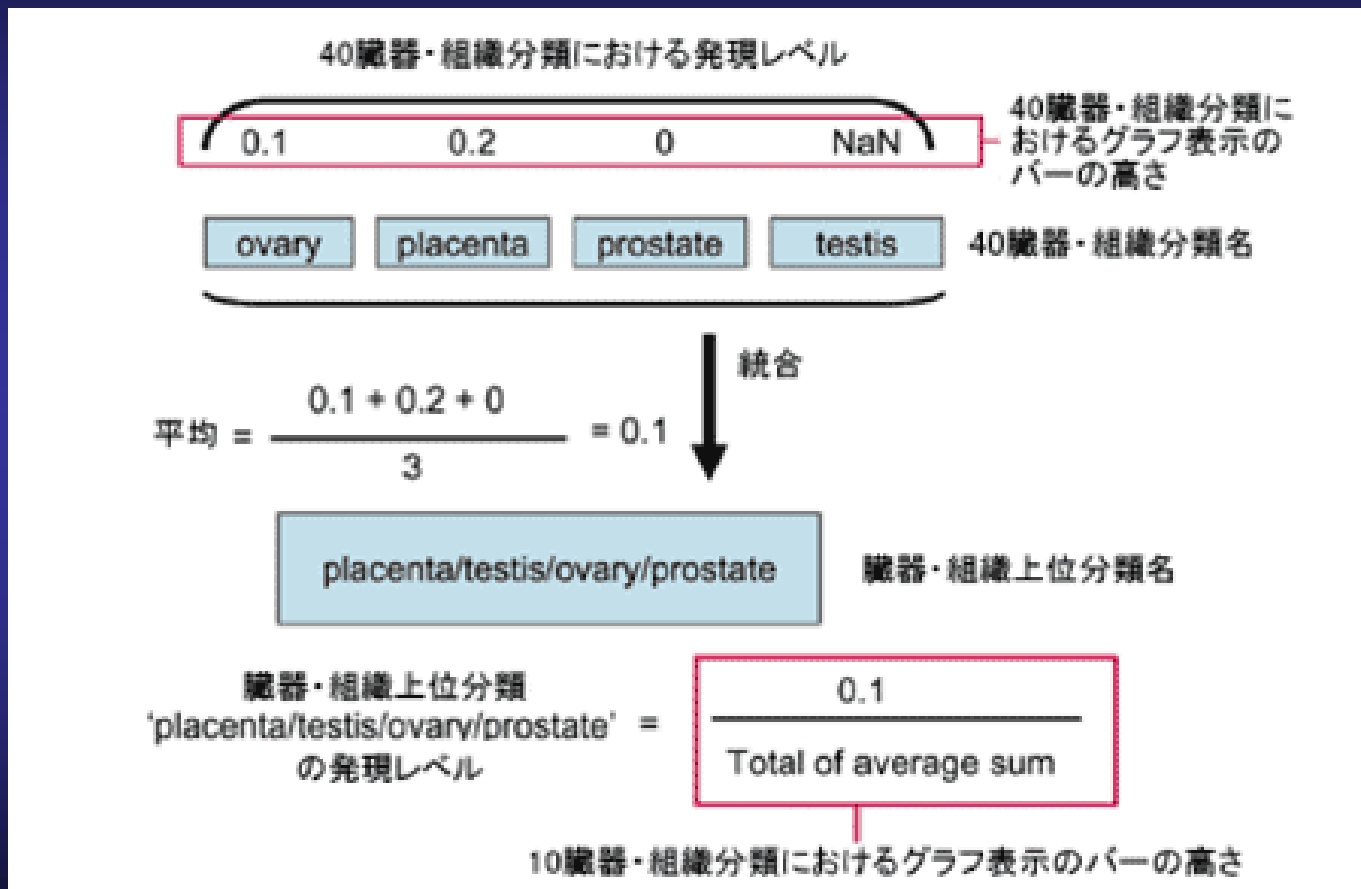 40臓器・組織分類における発現レベル
0.1 0.2 0 NaN
40臓器・組織分類に
おけるグラフ表示の
バーの高さ
ovary placenta prostate testis
40臓器・組織分類名
統合
0.1 + 0.2 + 0
平均 = = 0.1
3
placenta/testis/ovary/prostate
臓器・組織上位分類名
臓器・組織上位分類
'placenta/testis/ovary/prostate' =
の発現レベル
0.1
Total of average sum
10臓器・組織分類におけるグラフ表示のバーの高さ